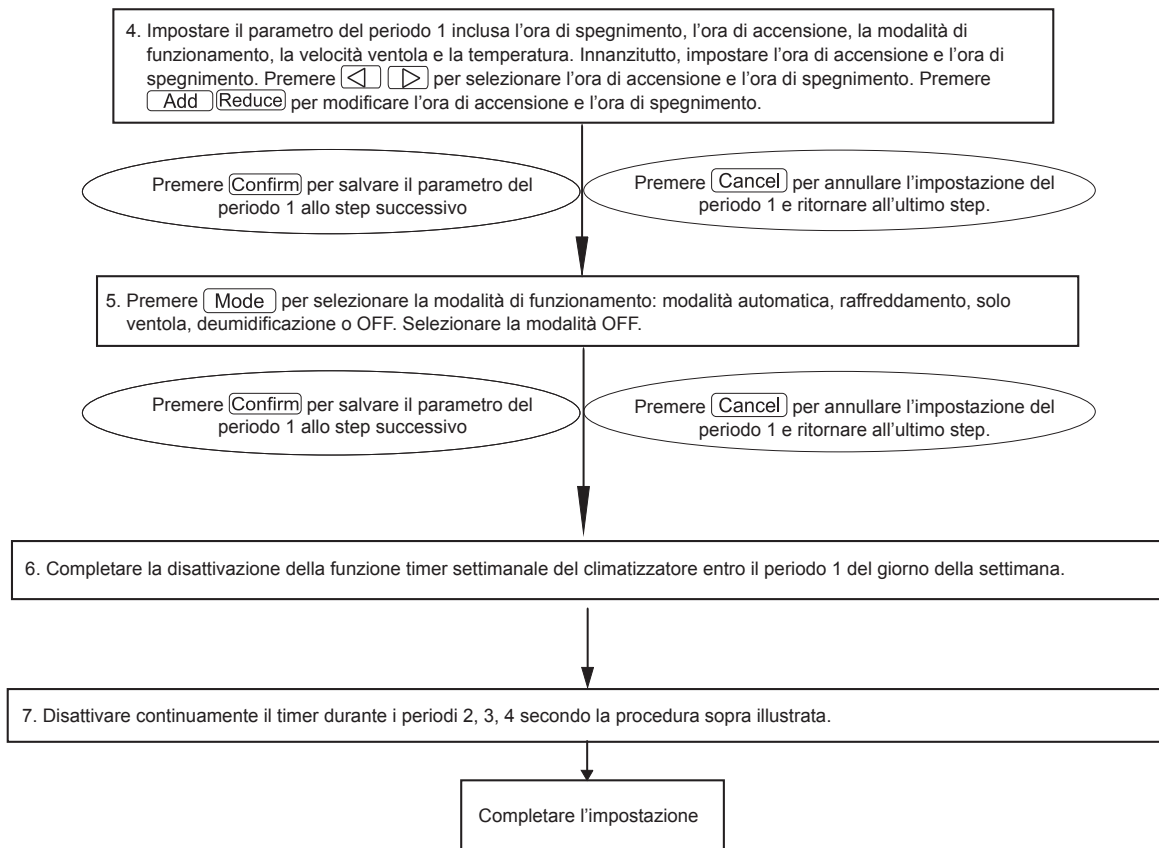 4. Impostare il parametro del periodo 1 inclusa l'ora di spegnimento, l'ora di accensione, la modalità di
funzionamento, la velocità ventola e la temperatura. Innanzitutto, impostare l'ora di accensione e l'ora di
spegnimento. Premere ◁ ▷ per selezionare l'ora di accensione e l'ora di spegnimento. Premere
Add Reduce per modificare l'ora di accensione e l'ora di spegnimento.
Premere Confirm per salvare il parametro del
periodo 1 allo step successivo
Premere Cancel per annullare l'impostazione del
periodo 1 e ritornare all'ultimo step.
5. Premere Mode per selezionare la modalità di funzionamento: modalità automatica, raffreddamento, solo
ventola, deumidificazione o OFF. Selezionare la modalità OFF.
Premere Confirm per salvare il parametro del
periodo 1 allo step successivo
Premere Cancel per annullare l'impostazione del
periodo 1 e ritornare all'ultimo step.
6. Completare la disattivazione della funzione timer settimanale del climatizzatore entro il periodo 1 del giorno della settimana.
7. Disattivare continuamente il timer durante i periodi 2, 3, 4 secondo la procedura sopra illustrata.
Completare l'impostazione